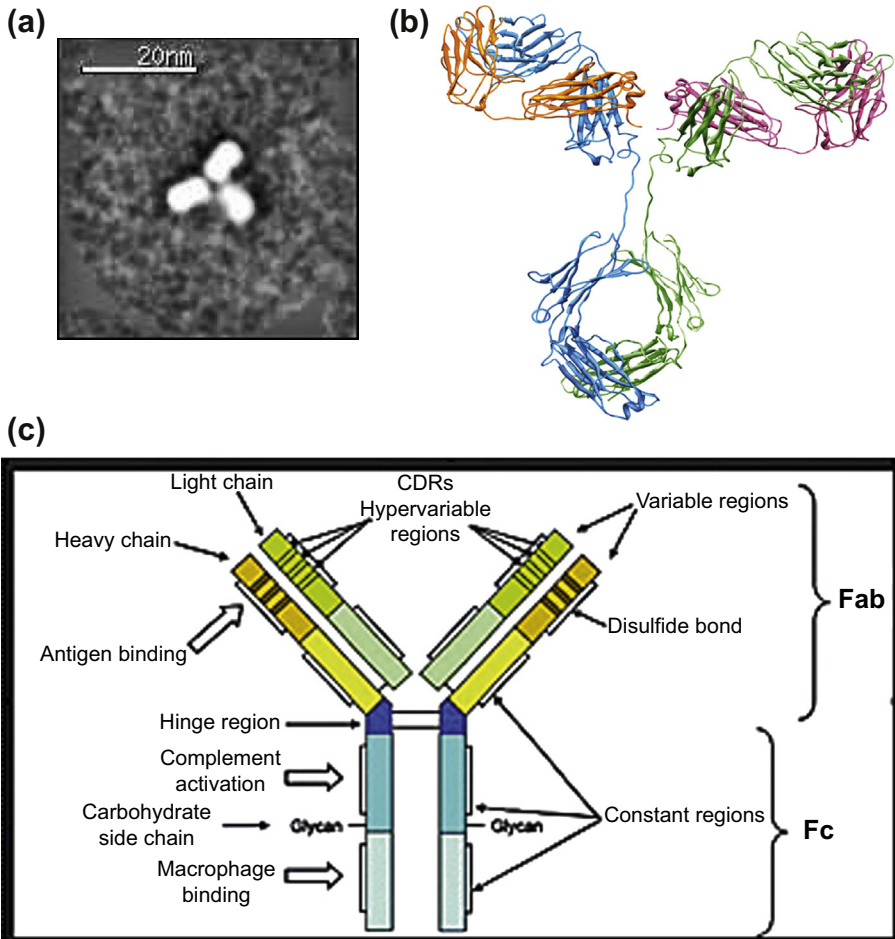 (a)
20nm
(b)
(c)
Light chain
CDRs
Hypervariable
regions
Variable regions
Heavy chain
Fab
Disulfide bond
Antigen binding
Hinge region
Complement
activation
Constant regions
Carbohydrate
side chain
Glycan
Glycan
Fc
Macrophage
binding